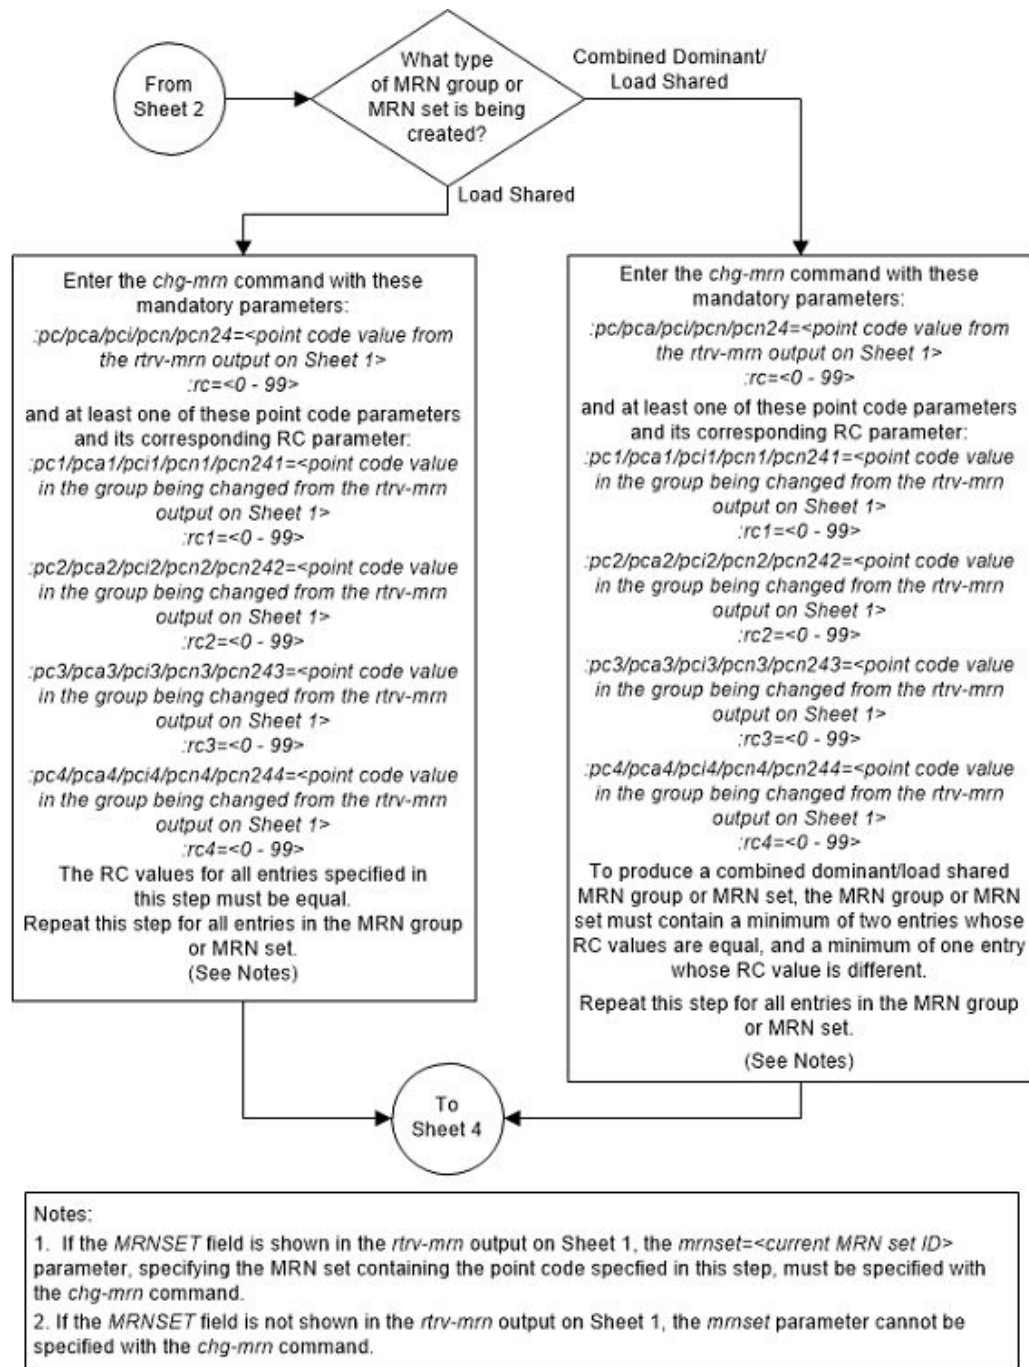 From
Sheet 2
What type
of MRN group or
MRN set is being
created?
Combined Dominant/
Load Shared
Load Shared
Enter the chg-mrn command with these
mandatory parameters:
:pc/pca/pci/pcn/pcn24=<point code value from
the rtrv-mrn output on Sheet 1>
:rc=<0 - 99>
and at least one of these point code parameters
and its corresponding RC parameter:
:pc1/pca1/pci1/pcn1/pcn241=<point code value
in the group being changed from the rtrv-mrn
output on Sheet 1>
:rc1=<0 - 99>
:pc2/pca2/pci2/pcn2/pcn242=<point code value
in the group being changed from the rtrv-mrn
output on Sheet 1>
:rc2=<0 - 99>
:pc3/pca3/pci3/pcn3/pcn243=<point code value
in the group being changed from the rtrv-mrn
output on Sheet 1>
:rc3=<0 - 99>
:pc4/pca4/pci4/pcn4/pcn244=<point code value
in the group being changed from the rtrv-mrn
output on Sheet 1>
:rc4=<0 - 99>
The RC values for all entries specified in
this step must be equal.
Repeat this step for all entries in the MRN group
or MRN set.
(See Notes)
Enter the chg-mrn command with these
mandatory parameters:
:pc/pca/pci/pcn/pcn24=<point code value from
the rtrv-mrn output on Sheet 1>
:rc=<0 - 99>
and at least one of these point code parameters
and its corresponding RC parameter:
:pc1/pca1/pci1/pcn1/pcn241=<point code value
in the group being changed from the rtrv-mrn
output on Sheet 1>
:rc1=<0 - 99>
:pc2/pca2/pci2/pcn2/pcn242=<point code value
in the group being changed from the rtrv-mrn
output on Sheet 1>
:rc2=<0 - 99>
:pc3/pca3/pci3/pcn3/pcn243=<point code value
in the group being changed from the rtrv-mrn
output on Sheet 1>
:rc3=<0 - 99>
:pc4/pca4/pci4/pcn4/pcn244=<point code value
in the group being changed from the rtrv-mrn
output on Sheet 1>
:rc4=<0 - 99>
To produce a combined dominant/load shared
MRN group or MRN set, the MRN group or MRN
set must contain a minimum of two entries whose
RC values are equal, and a minimum of one entry
whose RC value is different.
Repeat this step for all entries in the MRN group
or MRN set.
(See Notes)
To
Sheet 4
Notes:
1. If the MRNSET field is shown in the rtrv-mrn output on Sheet 1, the mrnset=<current MRN set ID>
parameter, specifying the MRN set containing the point code specfied in this step, must be specified with
the chg-mrn command.
2. If the MRNSET field is not shown in the rtrv-mrn output on Sheet 1, the mrnset parameter cannot be
specified with the chg-mrn command.